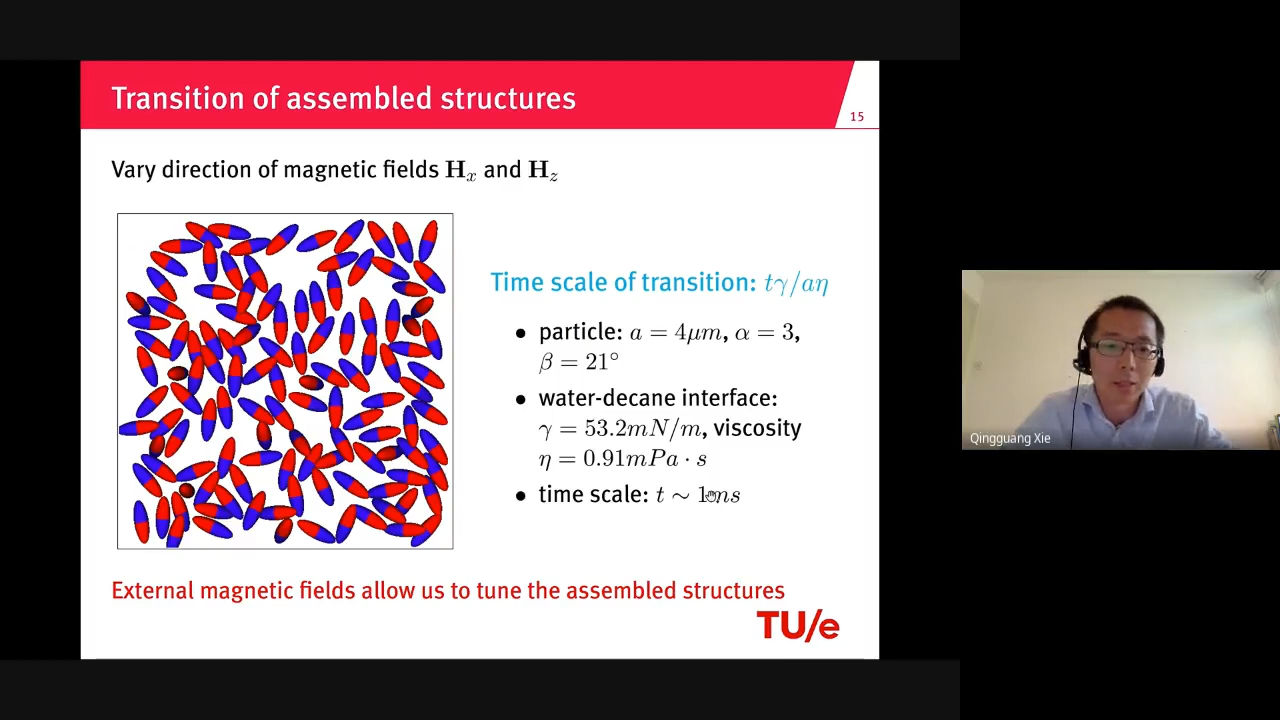 Transition of assembled structures
15
Vary direction of magnetic fields Hx and Hz
Time scale of transition: tγ/aη
• particle: a = 4μm, α = 3,
β = 21°
• water-decane interface:
γ = 53.2mN/m, viscosity
η = 0.91mPa · s
• time scale: t ∼ 1ms
External magnetic fields allow us to tune the assembled structures
TU/e
Qingguang Xie